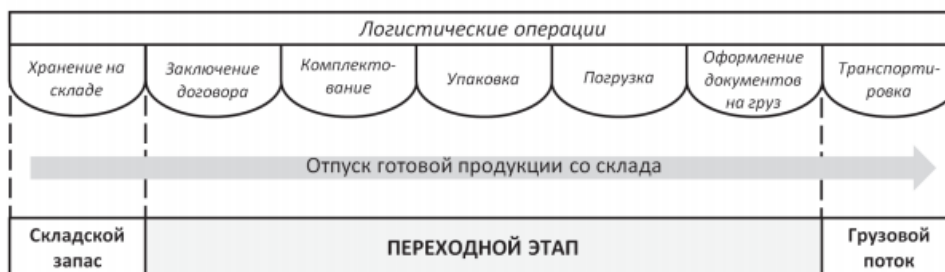 Логистические операции
Хранение на
складе
Заключение
договора
Комплекто-
вание
Упаковка
Погрузка
Оформление
документов
на груз
Транспорти-
ровка
Отпуск готовой продукции со склада
Складской
запас
ПЕРЕХОДНОЙ ЭТАП
Грузовой
поток